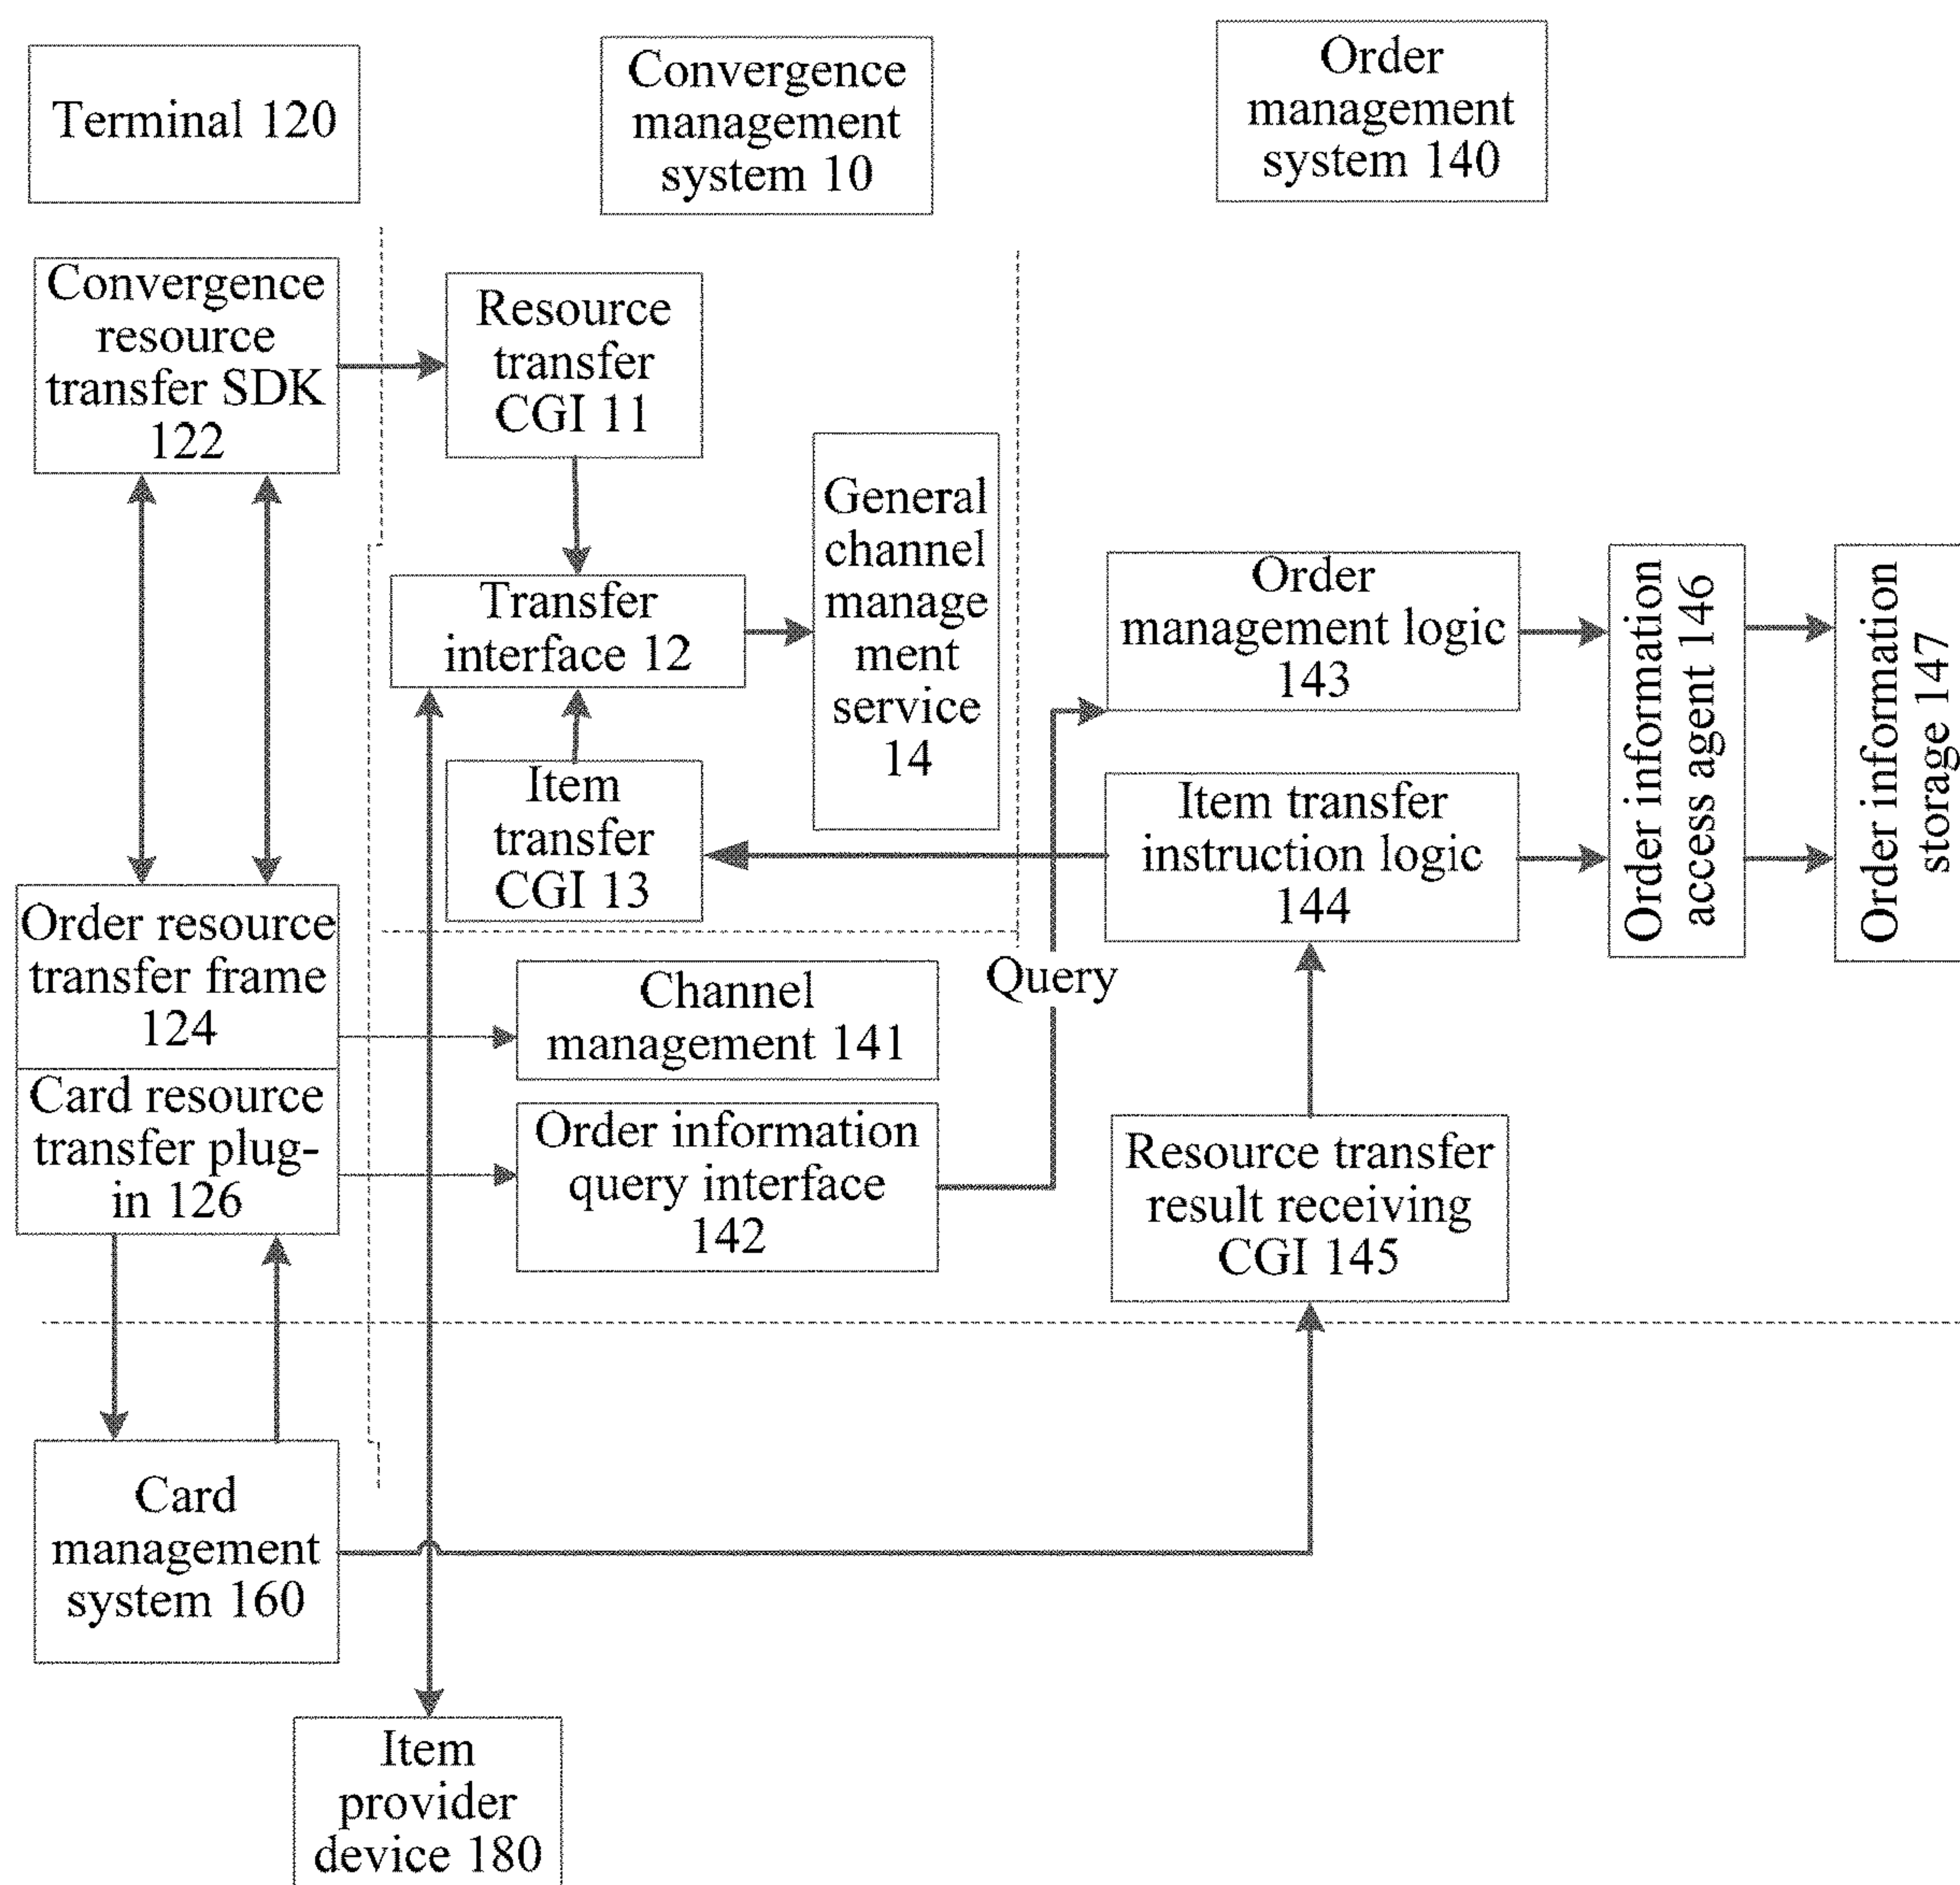 Terminal 120
Convergence
management
system 10
Order
management
system 140
Convergence
resource
transfer SDK
122
Resource
transfer
CGI 11
General
channel
manage
ment
service
14
Transfer
interface 12
Order
management logic
143
Order information
access agent 146
Order information
storage 147
Item
transfer
CGI 13
Item transfer
instruction logic
144
Order resource
transfer frame
124
Channel
management 141
Query
Card resource
transfer plug-
in 126
Order information
query interface
142
Resource transfer
result receiving
CGI 145
Card
management
system 160
Item
provider
device 180